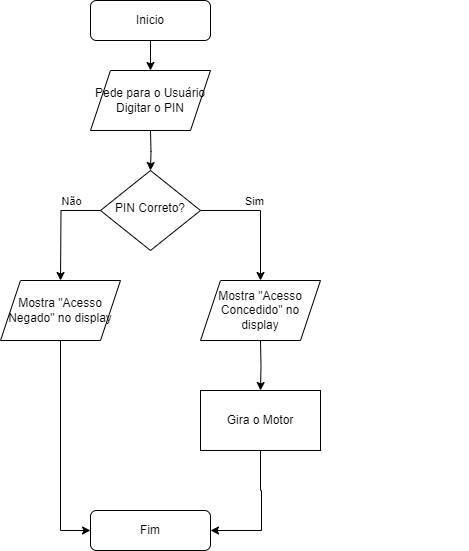 Inicio
Pede para o Usuário
Digitar o PIN
PIN Correto?
Não
Sim
Mostra "Acesso
Negado" no display
Mostra "Acesso
Concedido" no
display
Gira o Motor
Fim